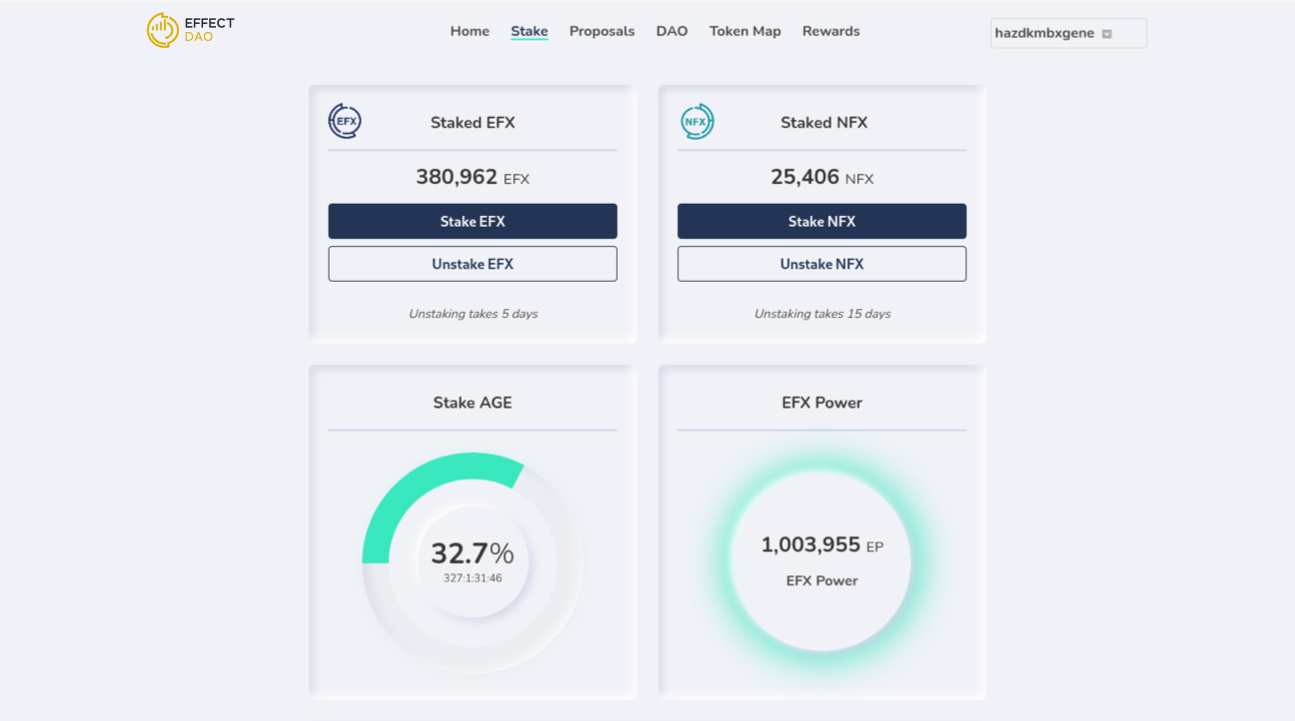 EFFECT
DAO
Home Stake Proposals DAO Token Map Rewards
hazdkmbxgene
EFX
Staked EFX
380,962 EFX
Stake EFX
Unstake EFX
Unstaking takes 5 days
NFX
Staked NFX
25,406 NFX
Stake NFX
Unstake NFX
Unstaking takes 15 days
Stake AGE
32.7%
327:1:31:46
EFX Power
1,003,955 EP
EFX Power